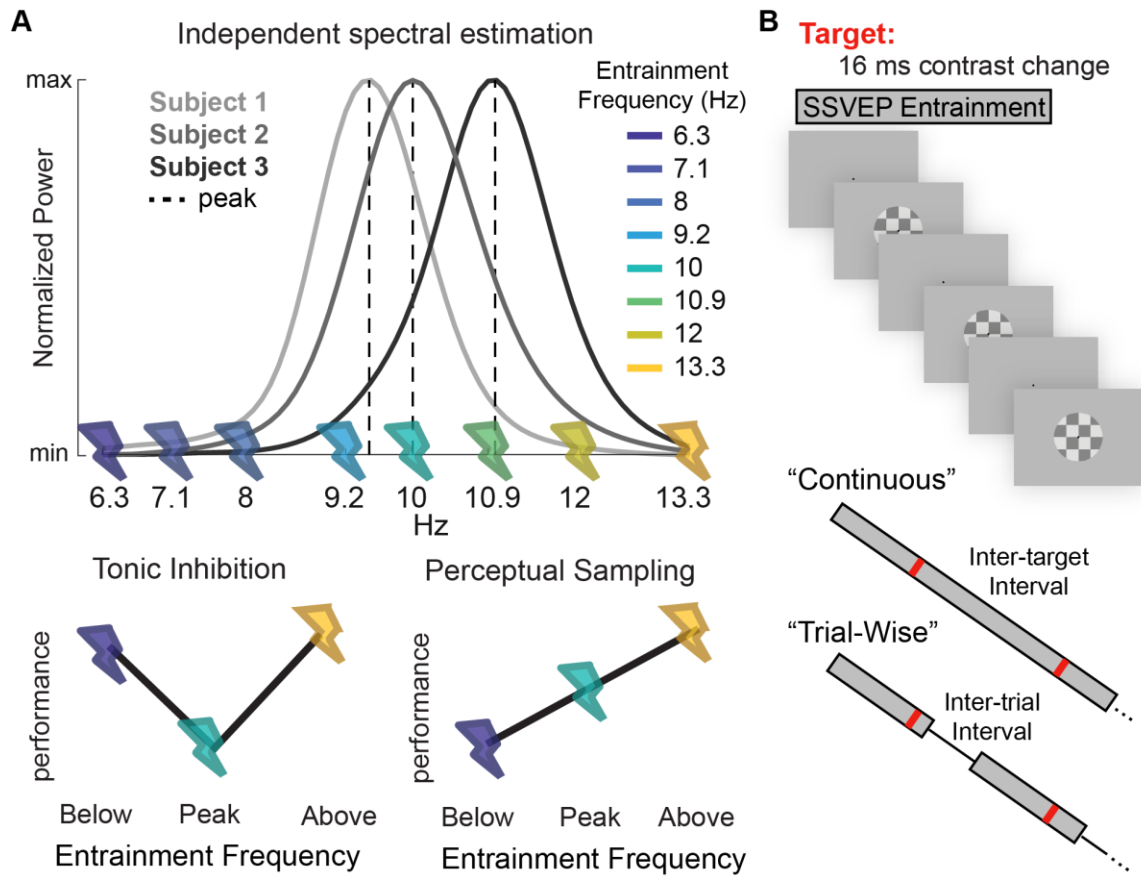 A
Independent spectral estimation
max
Normalized Power
min
Subject 1
Subject 2
Subject 3
peak
Entrainment
Frequency (Hz)
6.3
7.1
8
9.2
10
10.9
12
13.3
6.3 7.1 8 9.2 10 10.9 12 13.3
Hz
Tonic Inhibition
performance
Below Peak Above
Entrainment Frequency
Perceptual Sampling
performance
Below Peak Above
Entrainment Frequency
B
Target:
16 ms contrast change
SSVEP Entrainment
“Continuous”
Inter-target
Interval
“Trial-Wise”
Inter-trial
Interval